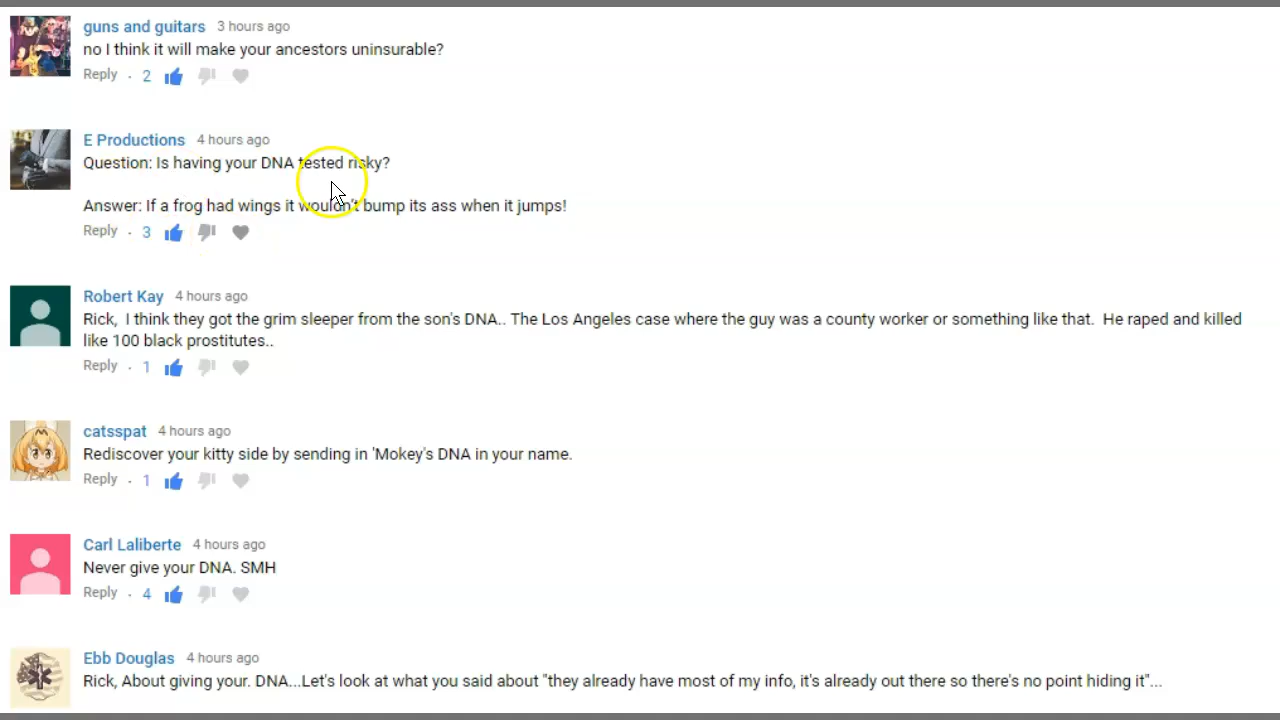 guns and guitars 3 hours ago
no I think it will make your ancestors uninsurable?
Reply · 2
E Productions 4 hours ago
Question: Is having your DNA tested risky?
Answer: If a frog had wings it wouldn't bump its ass when it jumps!
Reply · 3
Robert Kay 4 hours ago
Rick,  I think they got the grim sleeper from the son's DNA.. The Los Angeles case where the guy was a county worker or something like that.  He raped and killed
like 100 black prostitutes..
Reply · 1
catsspat 4 hours ago
Rediscover your kitty side by sending in 'Mokey's DNA in your name.
Reply · 1
Carl Laliberte 4 hours ago
Never give your DNA. SMH
Reply · 4
Ebb Douglas 4 hours ago
Rick, About giving your. DNA...Let's look at what you said about "they already have most of my info, it's already out there so there's no point hiding it"...